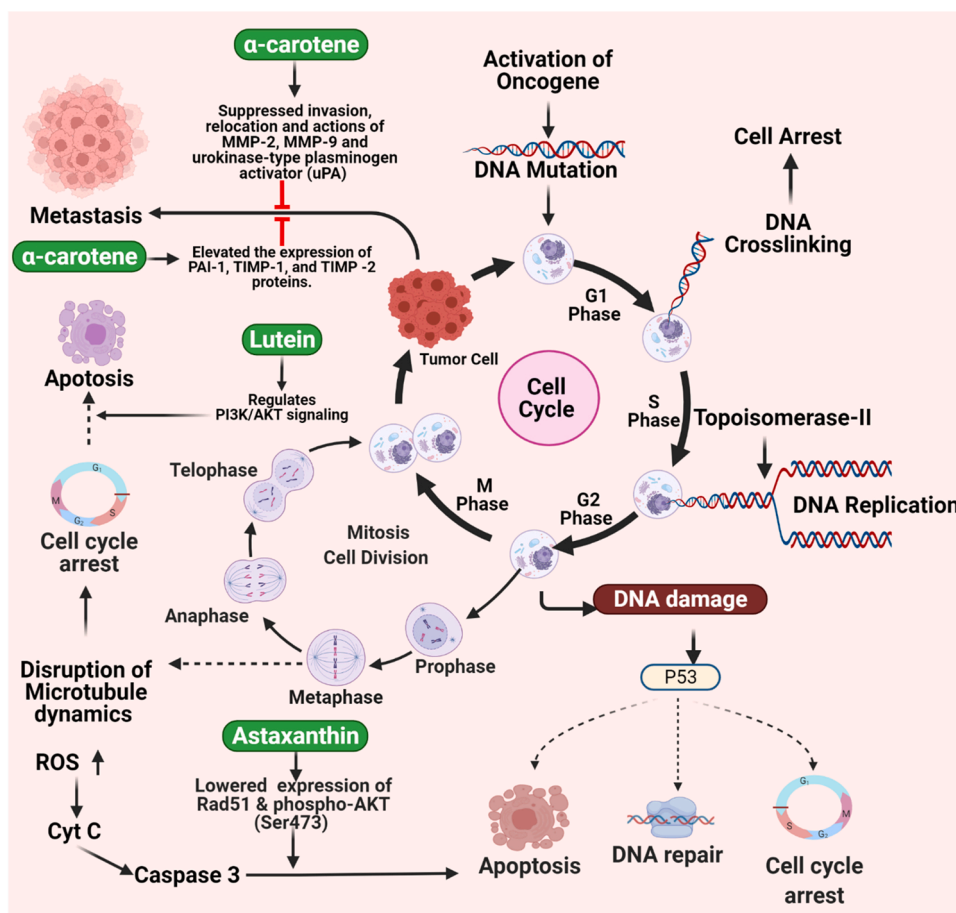 α-carotene
Suppressed invasion,
relocation and actions of
MMP-2, MMP-9 and
urokinase-type plasminogen
activator (uPA)
Metastasis
α-carotene
Elevated the expression of
PAI-1, TIMP-1, and TIMP -2
proteins.
Activation of
Oncogene
DNA Mutation
Cell Arrest
DNA
Crosslinking
G1
Phase
Tumor Cell
Cell
Cycle
Lutein
Regulates
PI3K/AKT signaling
Apotosis
G₁
M
S
G₂
Cell cycle
arrest
S
Phase
Topoisomerase-II
DNA Replication
G2
Phase
M
Phase
Mitosis
Cell Division
Telophase
Anaphase
Metaphase
Prophase
Disruption of
Microtubule
dynamics
ROS
Cyt C
Caspase 3
Astaxanthin
Lowered expression of
Rad51 & phospho-AKT
(Ser473)
DNA damage
P53
Apoptosis
DNA repair
G₁
M
S
G₂
Cell cycle
arrest